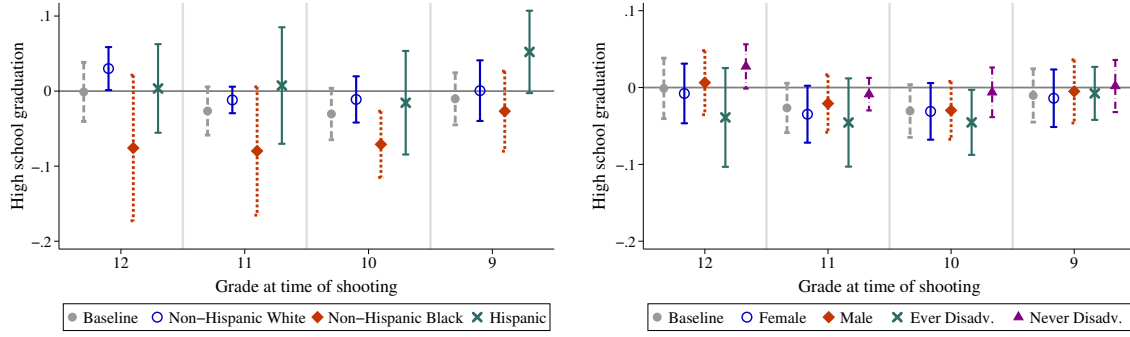 High school graduation
.1
0
-.1
-.2
12 11 10 9
Grade at time of shooting
Baseline Non-Hispanic White Non-Hispanic Black Hispanic
High school graduation
.1
0
-.1
-.2
12 11 10 9
Grade at time of shooting
Baseline Female Male Ever Disadv. Never Disadv.